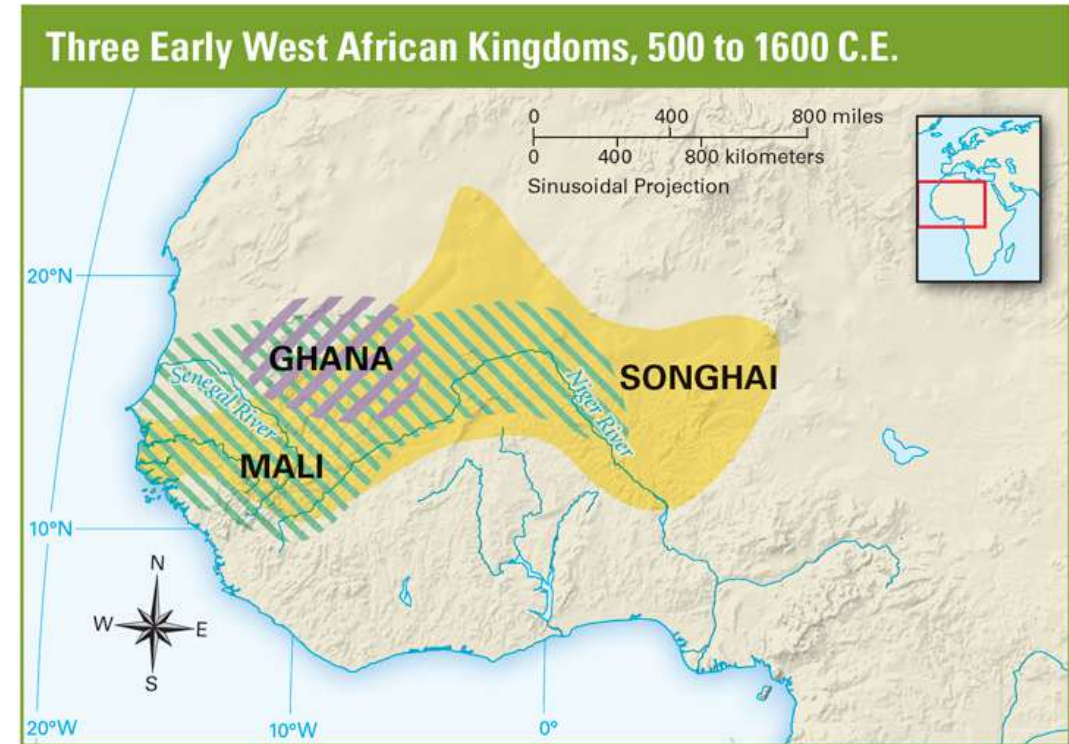 Three Early West African Kingdoms, 500 to 1600 C.E.
0 400 800 miles
0 400 800 kilometers
Sinusoidal Projection
20°N
GHANA
SONGHAI
Senegal River
Niger River
MALI
10°N
N
W E
S
20°W 10°W 0°